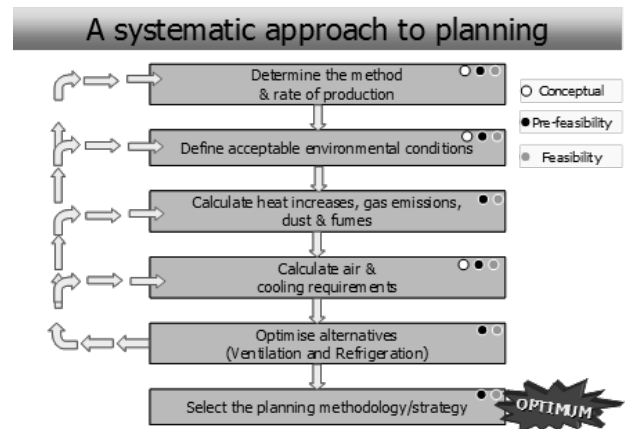 A systematic approach to planning
Determine the method
& rate of production
Conceptual
Pre-feasibility
Define acceptable environmental conditions
Feasibility
Calculate heat increases, gas emissions,
dust & fumes
Calculate air &
cooling requirements
Optimise alternatives
(Ventilation and Refrigeration)
Select the planning methodology/strategy
OPTIMUM